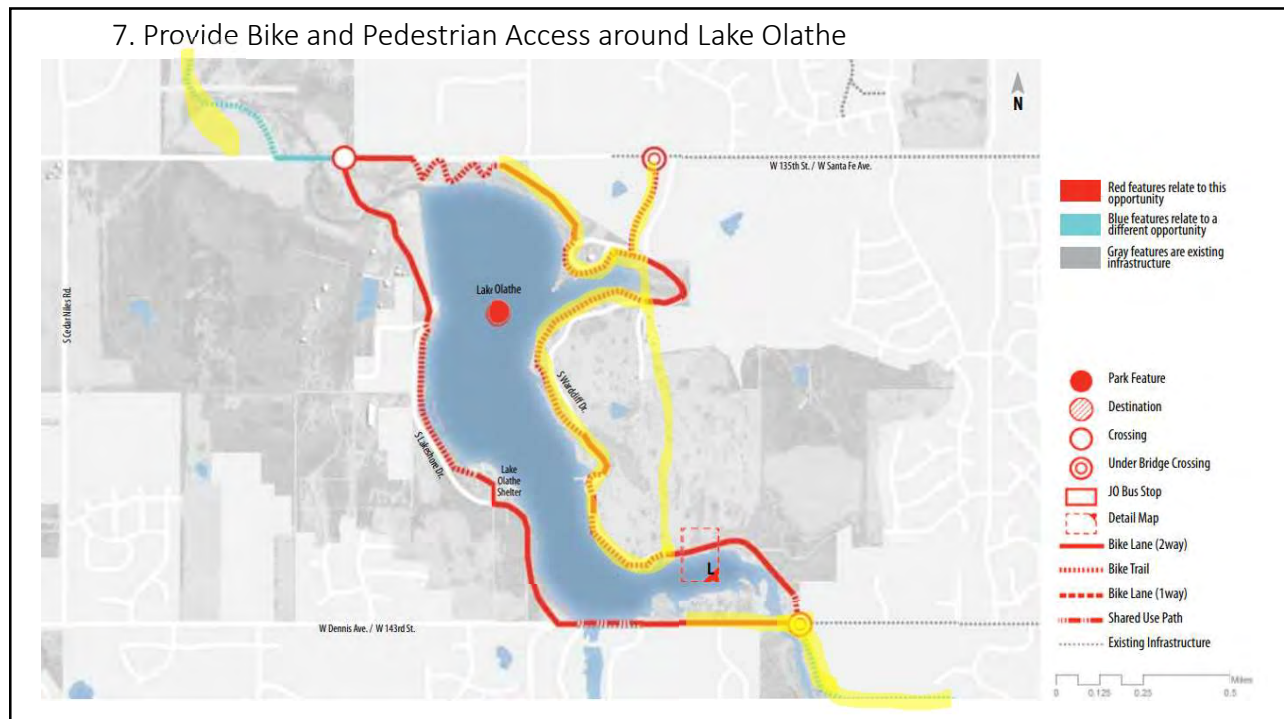 7. Provide Bike and Pedestrian Access around Lake Olathe
N
W 135th St. / W Santa Fe Ave.
S Cedar Niles Rd.
Lake Olathe
S Wardcliff Dr.
S Lakeshore Dr.
Lake
Olathe
Shelter
L
W Dennis Ave. / W 143rd St.
Red features relate to this
opportunity
Blue features relate to a
different opportunity
Gray features are existing
infrastructure
Park Feature
Destination
Crossing
Under Bridge Crossing
JO Bus Stop
Detail Map
Bike Lane (2way)
Bike Trail
Bike Lane (1way)
Shared Use Path
Existing Infrastructure
Miles
0 0.125 0.25 0.5